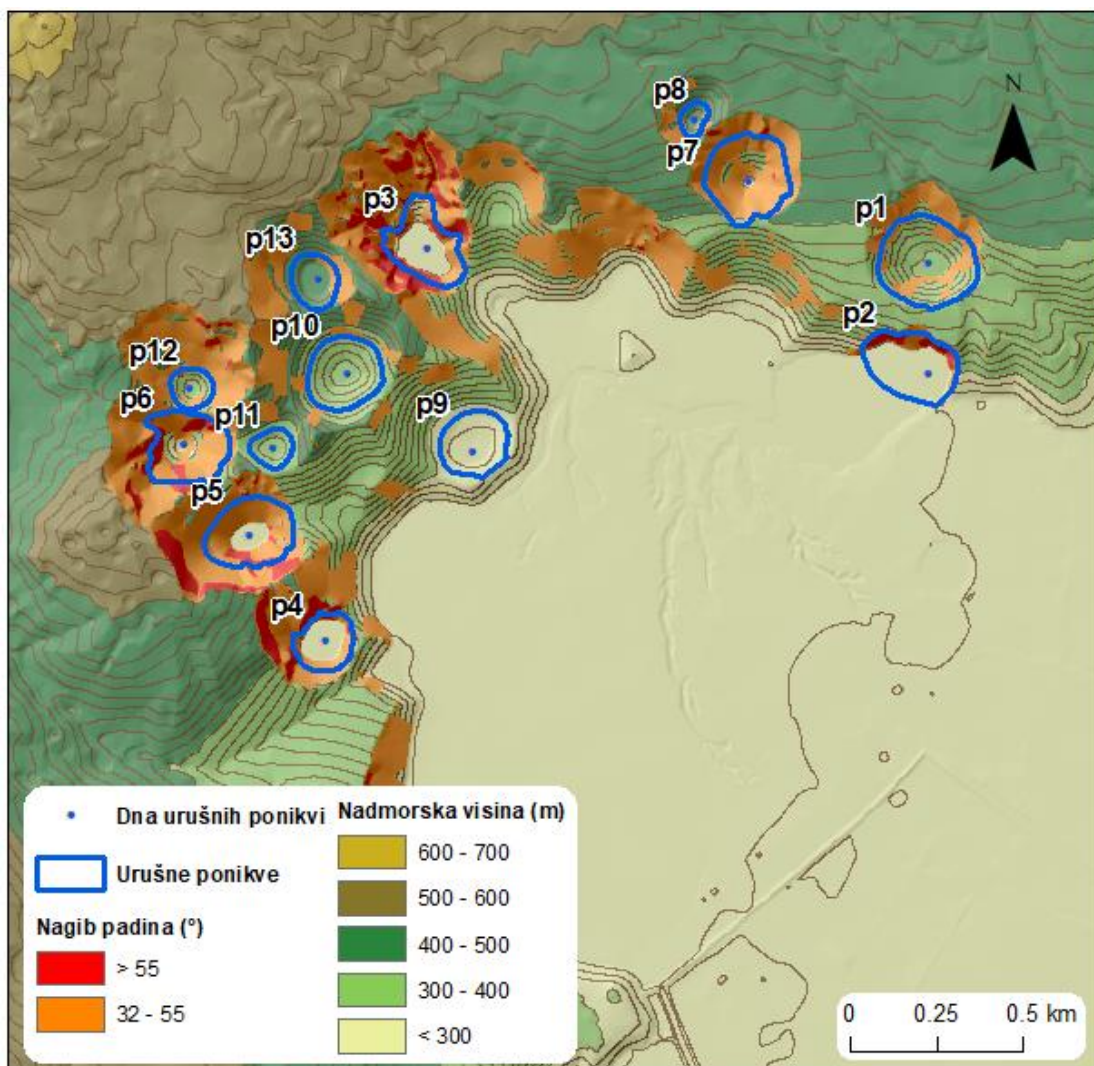 p8
N
p7
p3
p1
p13
p10
p2
p12
p6
p11
p9
p5
p4
Dna urušnih ponikvi
Urušne ponikve
Nagib padina (°)
> 55
32 - 55
Nadmorska visina (m)
600 - 700
500 - 600
400 - 500
300 - 400
< 300
0 0.25 0.5 km